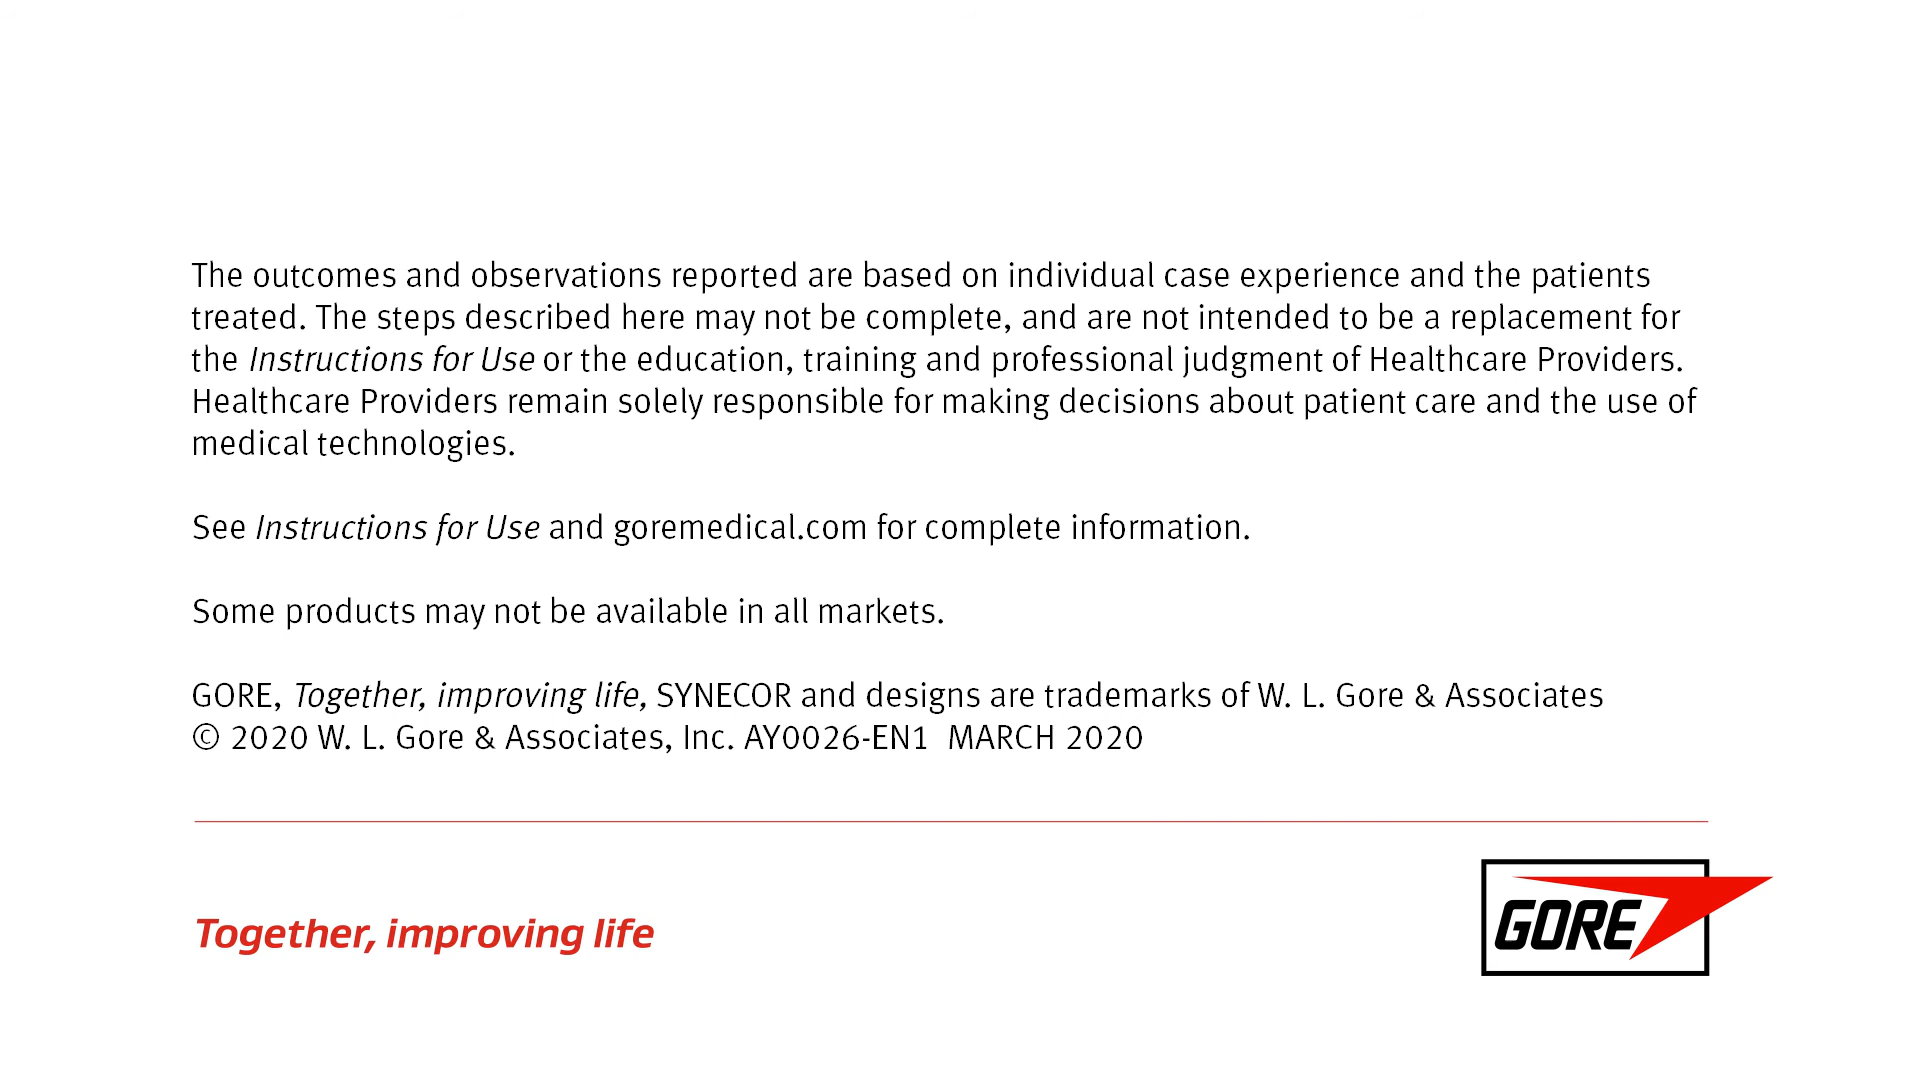 The outcomes and observations reported are based on individual case experience and the patients
treated. The steps described here may not be complete, and are not intended to be a replacement for
the Instructions for Use or the education, training and professional judgment of Healthcare Providers.
Healthcare Providers remain solely responsible for making decisions about patient care and the use of
medical technologies.
See Instructions for Use and goremedical.com for complete information.
Some products may not be available in all markets.
GORE, Together, improving life, SYNECOR and designs are trademarks of W. L. Gore & Associates
© 2020 W. L. Gore & Associates, Inc. AY0026-EN1  MARCH 2020
Together, improving life
GORE